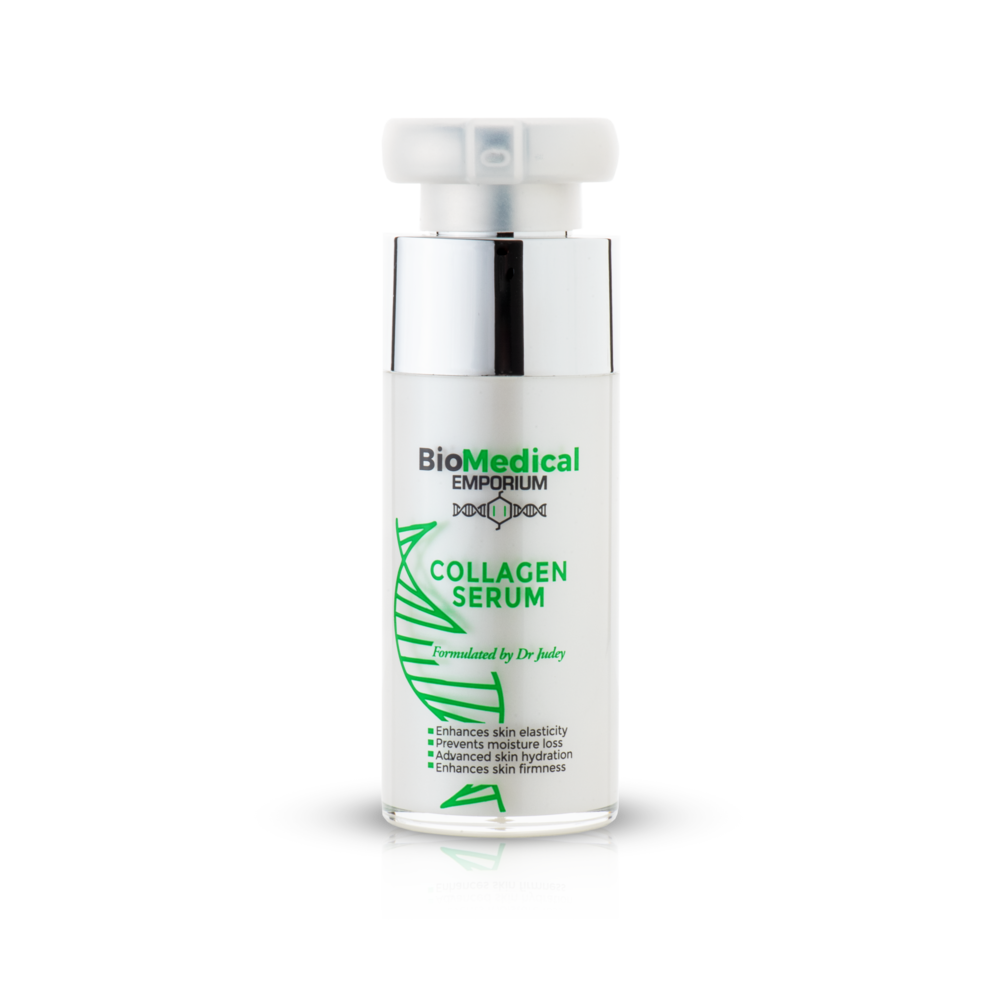 BioMedical
EMPORIUM
COLLAGEN
SERUM
Formulated by Dr Judey
Enhances skin elasticity
Prevents moisture loss
Advanced skin hydration
Enhances skin firmness